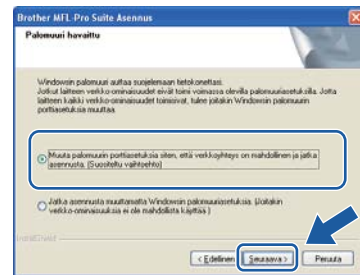 Brother MFL-Pro Suite Asennus
Palomuuri havaittu
Windowsin palomuuri auttaa suojelemaan tietokonettasi.
Jotkut laitteen verkko-ominaisuudet eivät toimi voimassa olevilla palomuuriasetuksilla. Jotta
laitteen kaikki verkko-ominaisuudet toimisivat, tulee joitakin Windowsin palomuurin
porttiasetuksia muuttaa.
Muuta palomuurin porttiasetuksia siten, että verkkoyhteys on mahdollinen ja jatka
asennusta. (Suositeltu vaihtoehto)
Jatka asennusta muuttamatta Windowsin palomuuriasetuksia. (Joitakin
verkko-ominaisuuksia ei ole mahdollista käyttää.)
InstallShield
< Edellinen
Seuraava >
Peruuta